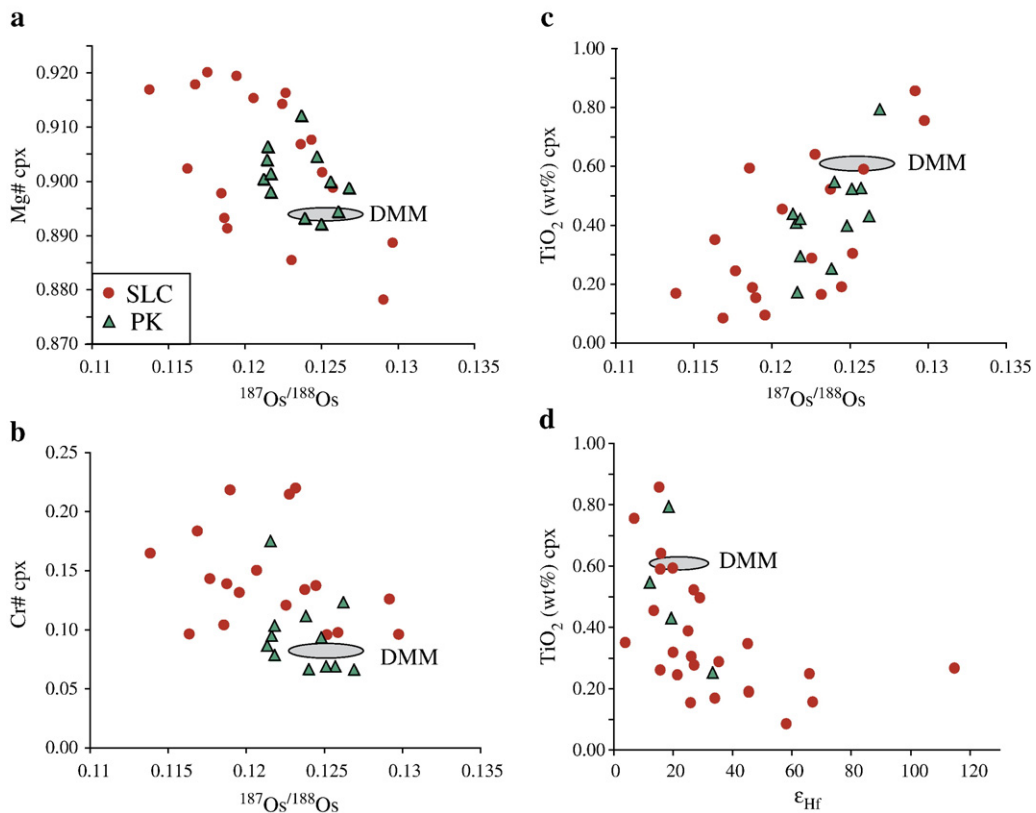 a
Mg# cpx
0.920
0.910
0.900
0.890
0.880
0.870
DMM
SLC
PK
0.11 0.115 0.12 0.125 0.13 0.135
187Os/188Os
b
Cr# cpx
0.25
0.20
0.15
0.10
0.05
0.00
DMM
0.11 0.115 0.12 0.125 0.13 0.135
187Os/188Os
c
TiO2 (wt%) cpx
1.00
0.80
0.60
0.40
0.20
0.00
DMM
0.11 0.115 0.12 0.125 0.13 0.135
187Os/188Os
d
TiO2 (wt%) cpx
1.00
0.80
0.60
0.40
0.20
0.00
DMM
0 20 40 60 80 100 120
εHf